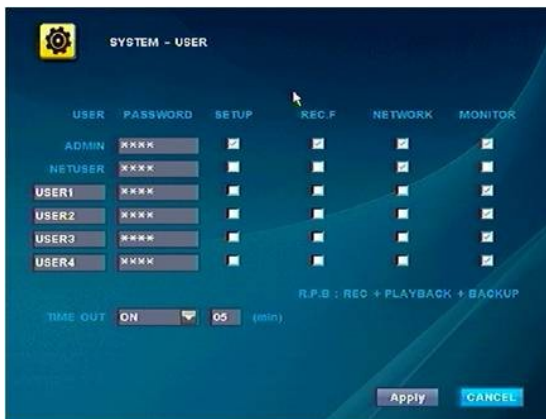 SYSTEM - USER
USER PASSWORD SETUP REC.F NETWORK MONITOR
ADMIN ****
NETUSER ****
USER1 ****
USER2 ****
USER3 ****
USER4 ****
R.P.B : REC + PLAYBACK + BACKUP
TIME OUT ON 05 (min)
Apply CANCEL